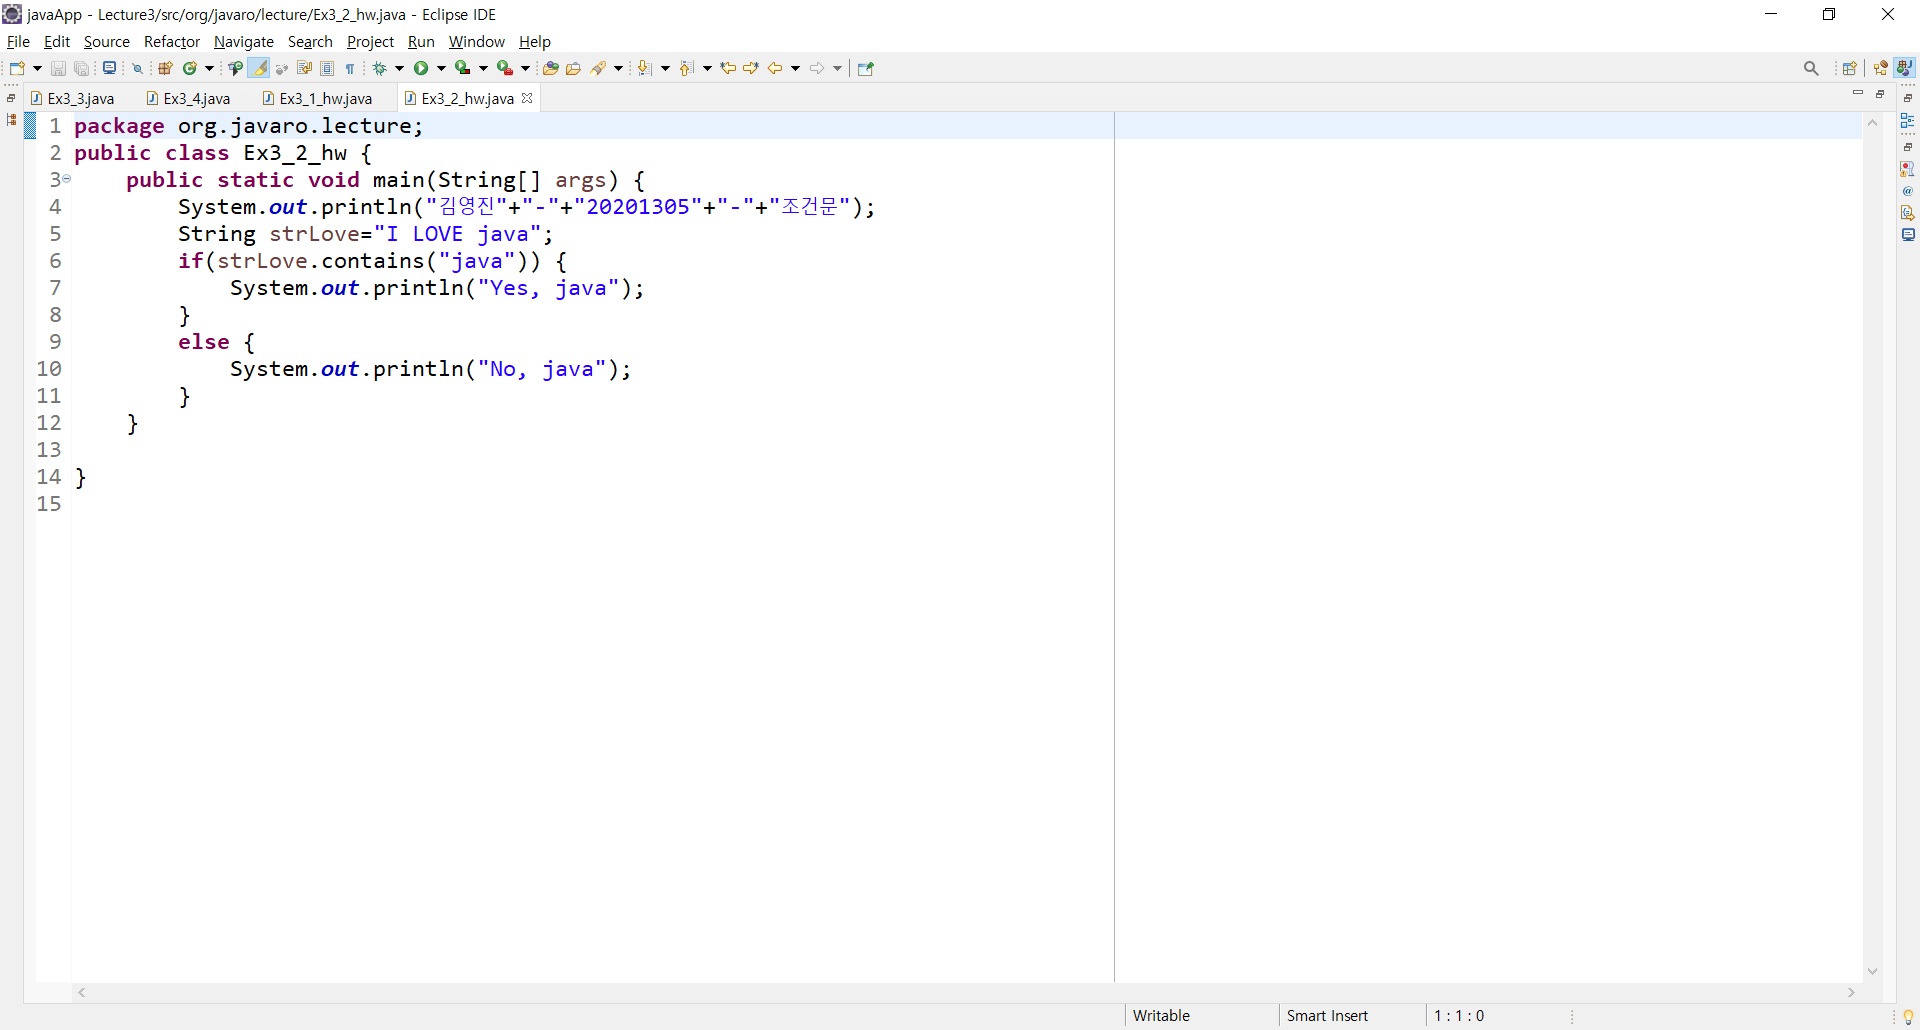 javaApp - Lecture3/src/org/javaro/lecture/Ex3_2_hw.java - Eclipse IDE
File Edit Source Refactor Navigate Search Project Run Window Help
Ex3_3.java Ex3_4.java Ex3_1_hw.java Ex3_2_hw.java
1 package org.javaro.lecture;
2 public class Ex3_2_hw {
3 public static void main(String[] args) {
4 System.out.println("김영진"+"-"+"20201305"+"-"+"조건문");
5 String strLove="I LOVE java";
6 if(strLove.contains("java")) {
7 System.out.println("Yes, java");
8 }
9 else {
10 System.out.println("No, java");
11 }
12 }
13
14 }
15
Writable Smart Insert 1 : 1 : 0